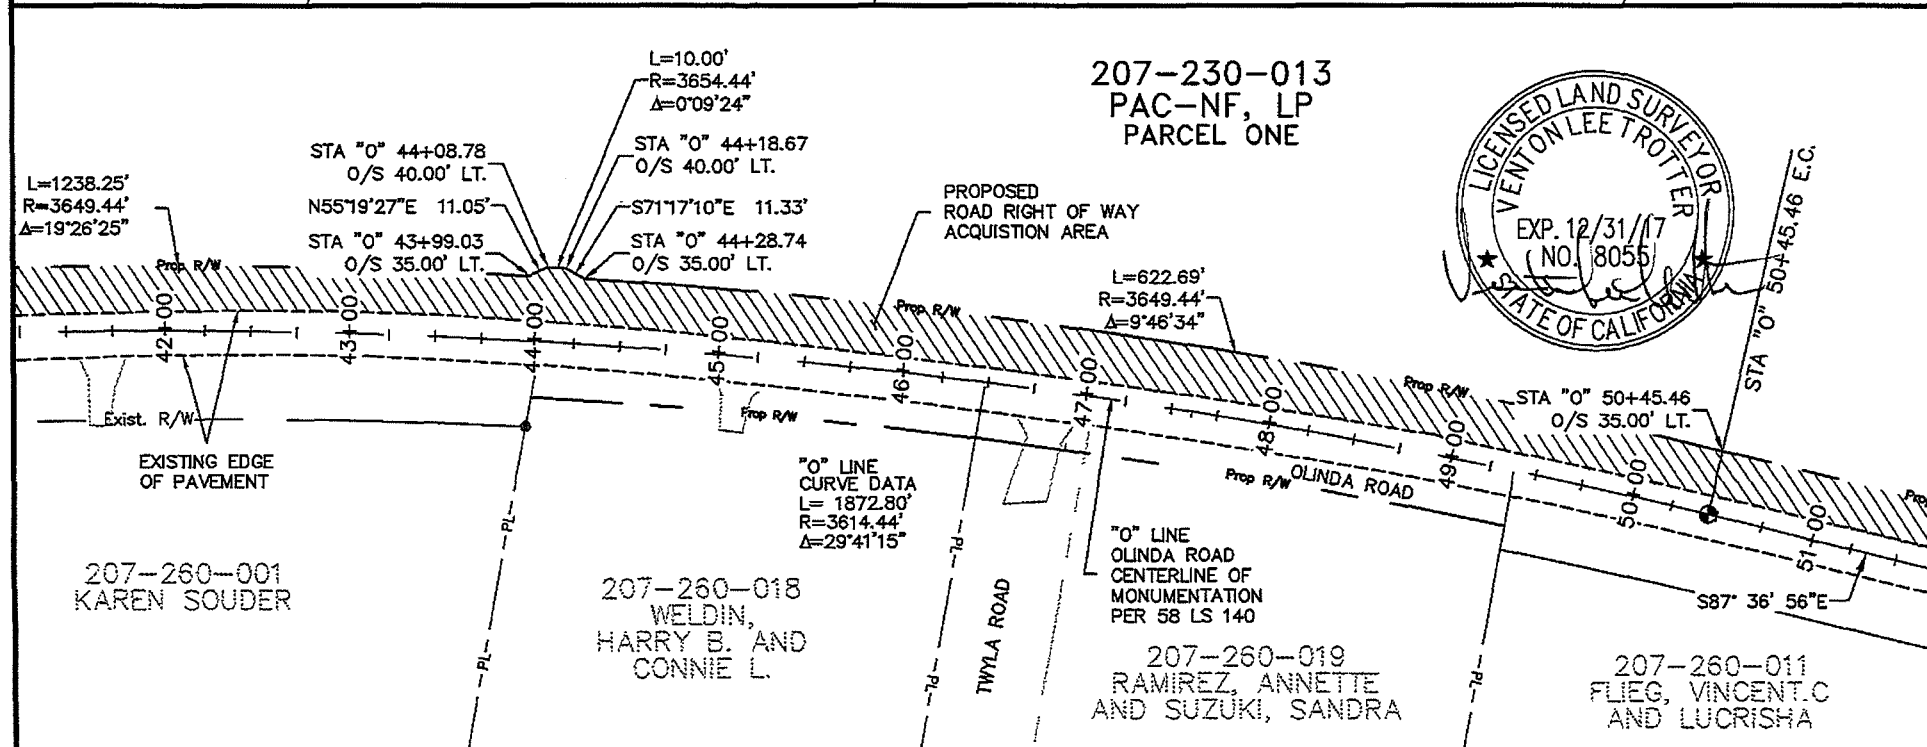 L=10.00'
R=3654.44'
Δ=0°09'24"
207-230-013
PAC-NF, LP
PARCEL ONE
LICENSED LAND SURVEYOR
VENTON LEE TROTTER
EXP. 12/31/17
NO. 8055
STATE OF CALIFORNIA
STA "O" 50+45.46 E.C.
STA "O" 44+08.78
O/S 40.00' LT.
STA "O" 44+18.67
O/S 40.00' LT.
L=1238.25'
R=3649.44'
Δ=19°26'25"
N55°19'27"E 11.05'
S71°17'10"E 11.33'
STA "O" 43+99.03
O/S 35.00' LT.
STA "O" 44+28.74
O/S 35.00' LT.
PROPOSED
ROAD RIGHT OF WAY
ACQUISTION AREA
L=622.69'
R=3649.44'
Δ=9°46'34"
Prop R/W
Prop R/W
Prop R/W
Prop
42+00
43+00
44+00
45+00
46+00
47+00
48+00
49+00
50+00
51+00
STA "O" 50+45.46
O/S 35.00' LT.
Exist. R/W
Prop R/W
Prop R/W
OLINDA ROAD
EXISTING EDGE
OF PAVEMENT
"O" LINE
CURVE DATA
L= 1872.80'
R=3614.44'
Δ=29°41'15"
"O" LINE
OLINDA ROAD
CENTERLINE OF
MONUMENTATION
PER 58 LS 140
S87° 36' 56"E
PL
PL
PL
PL
PL
TWYLA ROAD
207-260-001
KAREN SOUDER
207-260-018
WELDIN,
HARRY B. AND
CONNIE L.
207-260-019
RAMIREZ, ANNETTE
AND SUZUKI, SANDRA
207-260-011
FLIEG, VINCENT.C
AND LUCRISHA